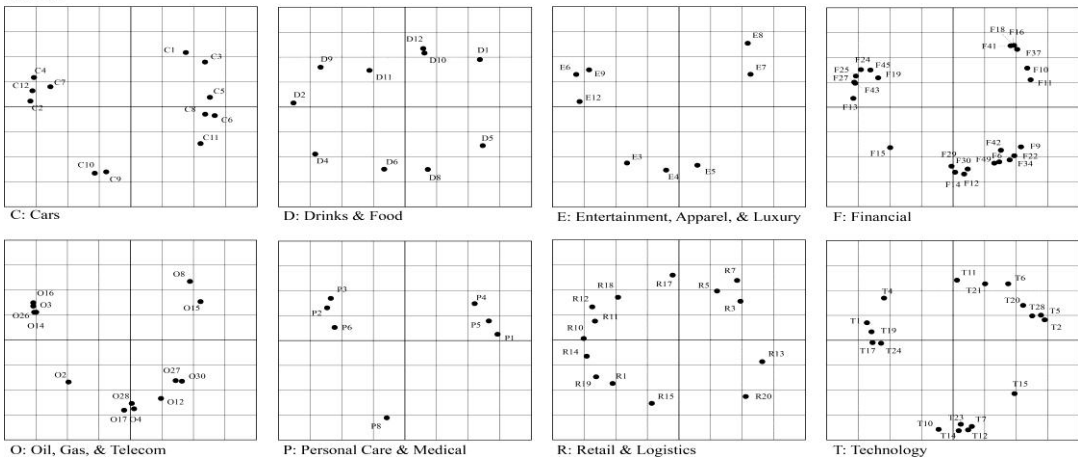 C1
C3
C4
C7
C12
C2
C5
C8
C6
C11
C10
C9
C: Cars
D12
D1
D10
D9
D11
D2
D5
D4
D6
D8
D: Drinks & Food
E8
E6
E9
E7
E12
E3
E4
E5
E: Entertainment, Apparel, & Luxury
F18
F16
F41
F37
F24
F25
F45
F10
F27
F19
F11
F43
F13
F42
F9
F15
F29
F30
F6
F22
F49
F34
F14
F12
F: Financial
O8
O16
O3
O15
O26
O14
O2
O27
O30
O28
O12
O17
O4
O: Oil, Gas, & Telecom
P3
P4
P2
P5
P6
P1
P8
P: Personal Care & Medical
R7
R17
R5
R18
R12
R3
R11
R10
R14
R13
R19
R1
R15
R20
R: Retail & Logistics
T11
T6
T21
T4
T20
T28
T5
T1
T2
T19
T17
T24
T15
T23
T7
T10
T14
T12
T: Technology